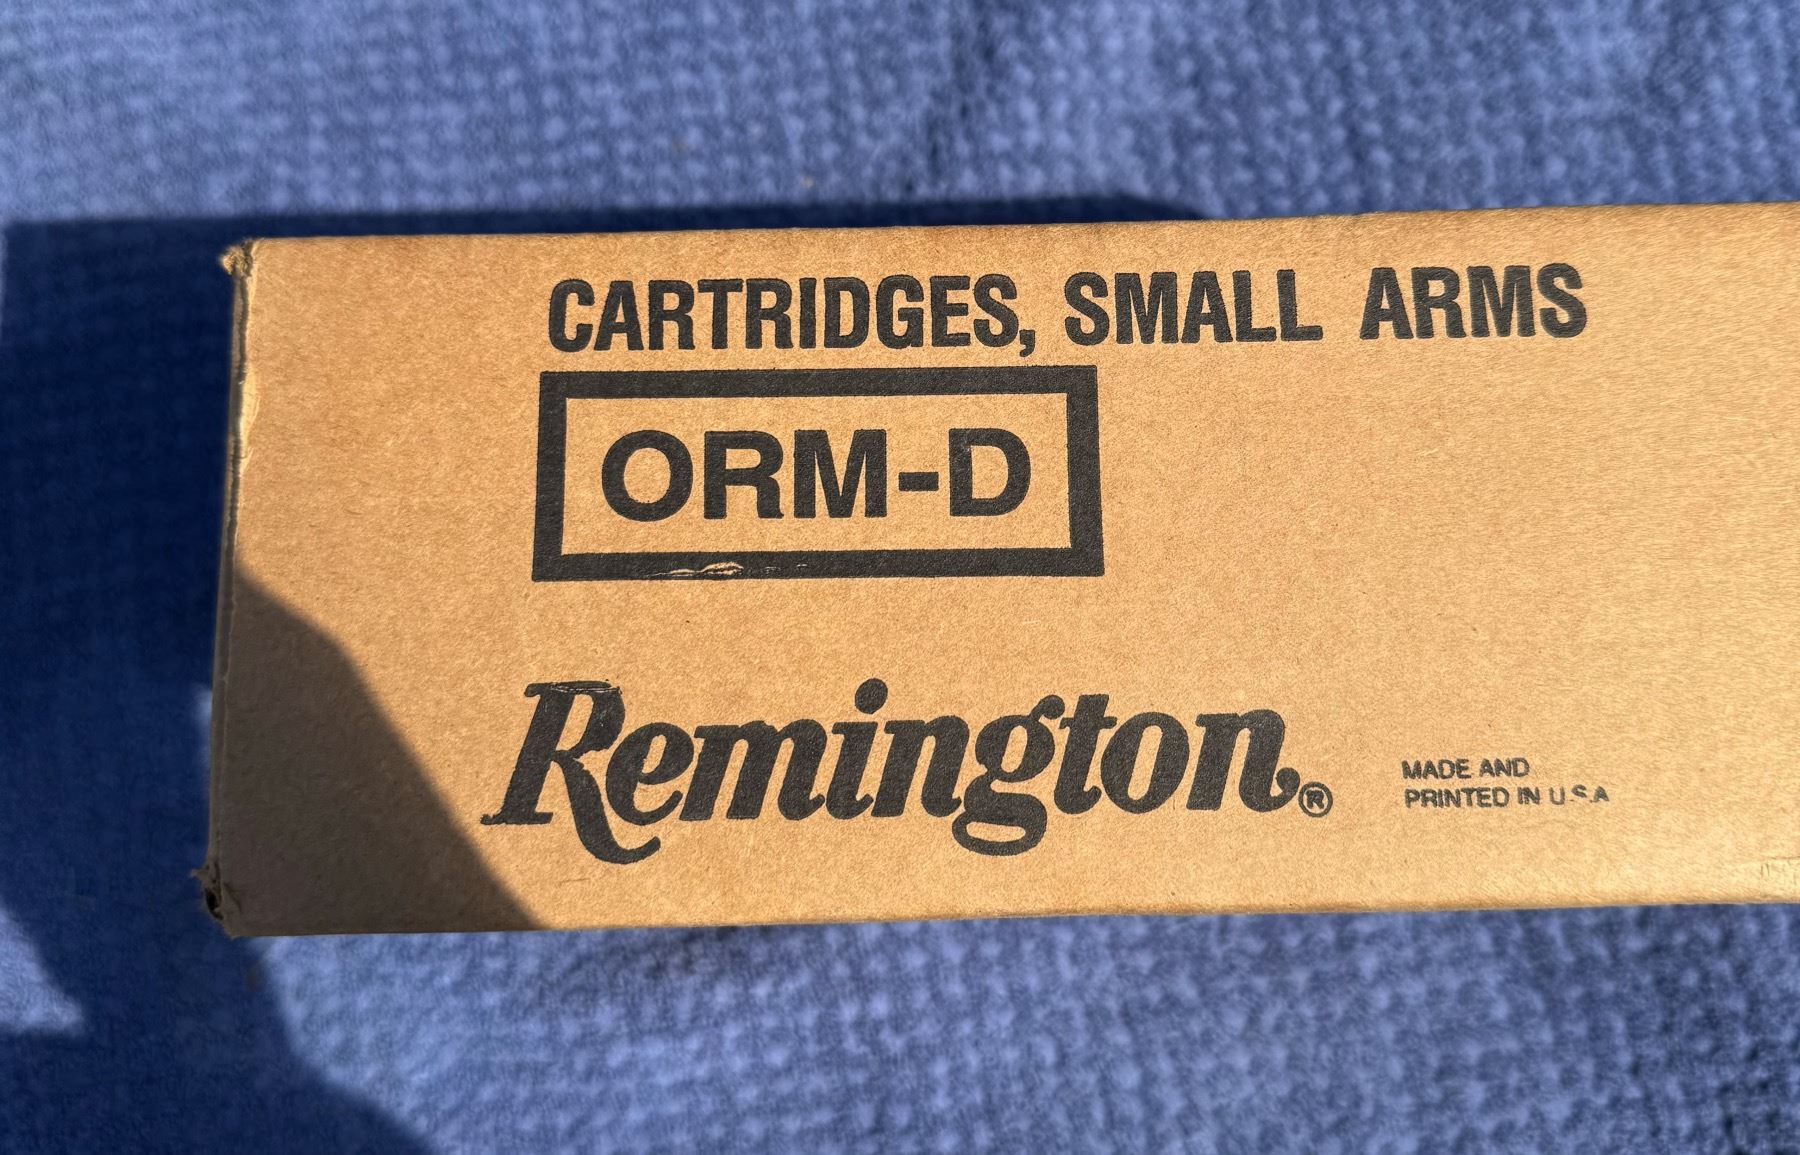 CARTRIDGES, SMALL ARMS
ORM-D
Remington®
MADE AND
PRINTED IN U.S.A